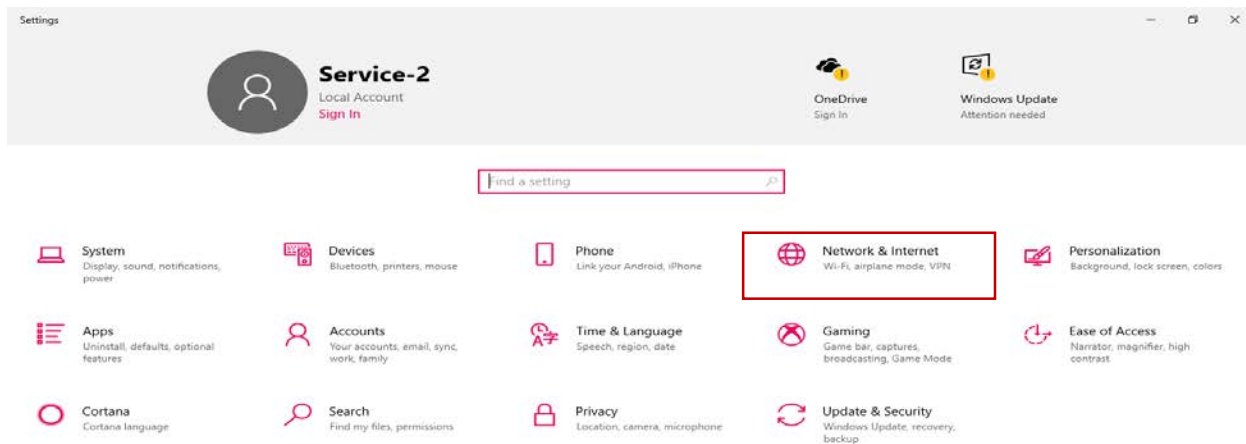 Settings
Service-2
Local Account
Sign In
OneDrive
Sign In
Windows Update
Attention needed
Find a setting
System
Display, sound, notifications,
power
Devices
Bluetooth, printers, mouse
Phone
Link your Android, iPhone
Network & Internet
Wi-Fi, airplane mode, VPN
Personalization
Background, lock screen, colors
Apps
Uninstall, defaults, optional
features
Accounts
Your accounts, email, sync,
work, family
Time & Language
Speech, region, date
Gaming
Game bar, captures,
broadcasting, Game Mode
Ease of Access
Narrator, magnifier, high
contrast
Cortana
Cortana language
Search
Find my files, permissions
Privacy
Location, camera, microphone
Update & Security
Windows Update, recovery,
backup